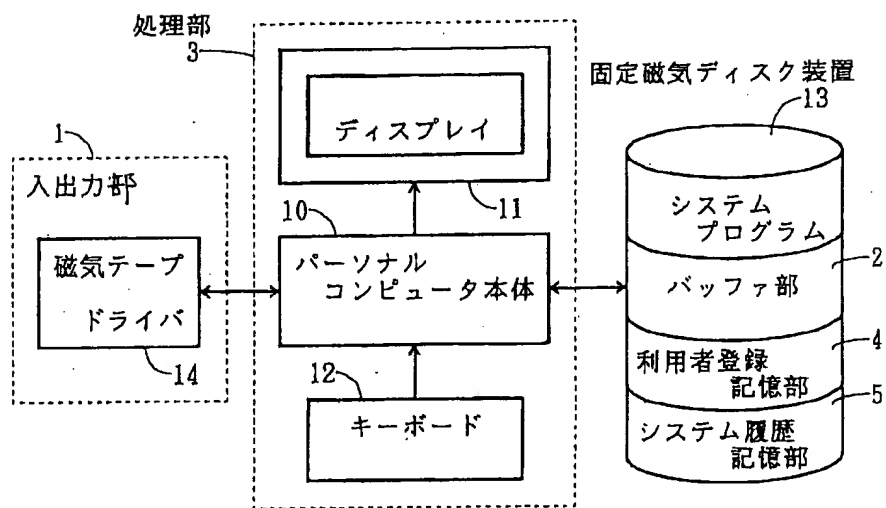 処理部
3
ディスプレイ
11
1
入出力部
磁気テープ
ドライバ
14
10
パーソナル
コンピュータ本体
12
キーボード
固定磁気ディスク装置
13
システム
プログラム
2
バッファ部
4
利用者登録
記憶部
5
システム履歴
記憶部